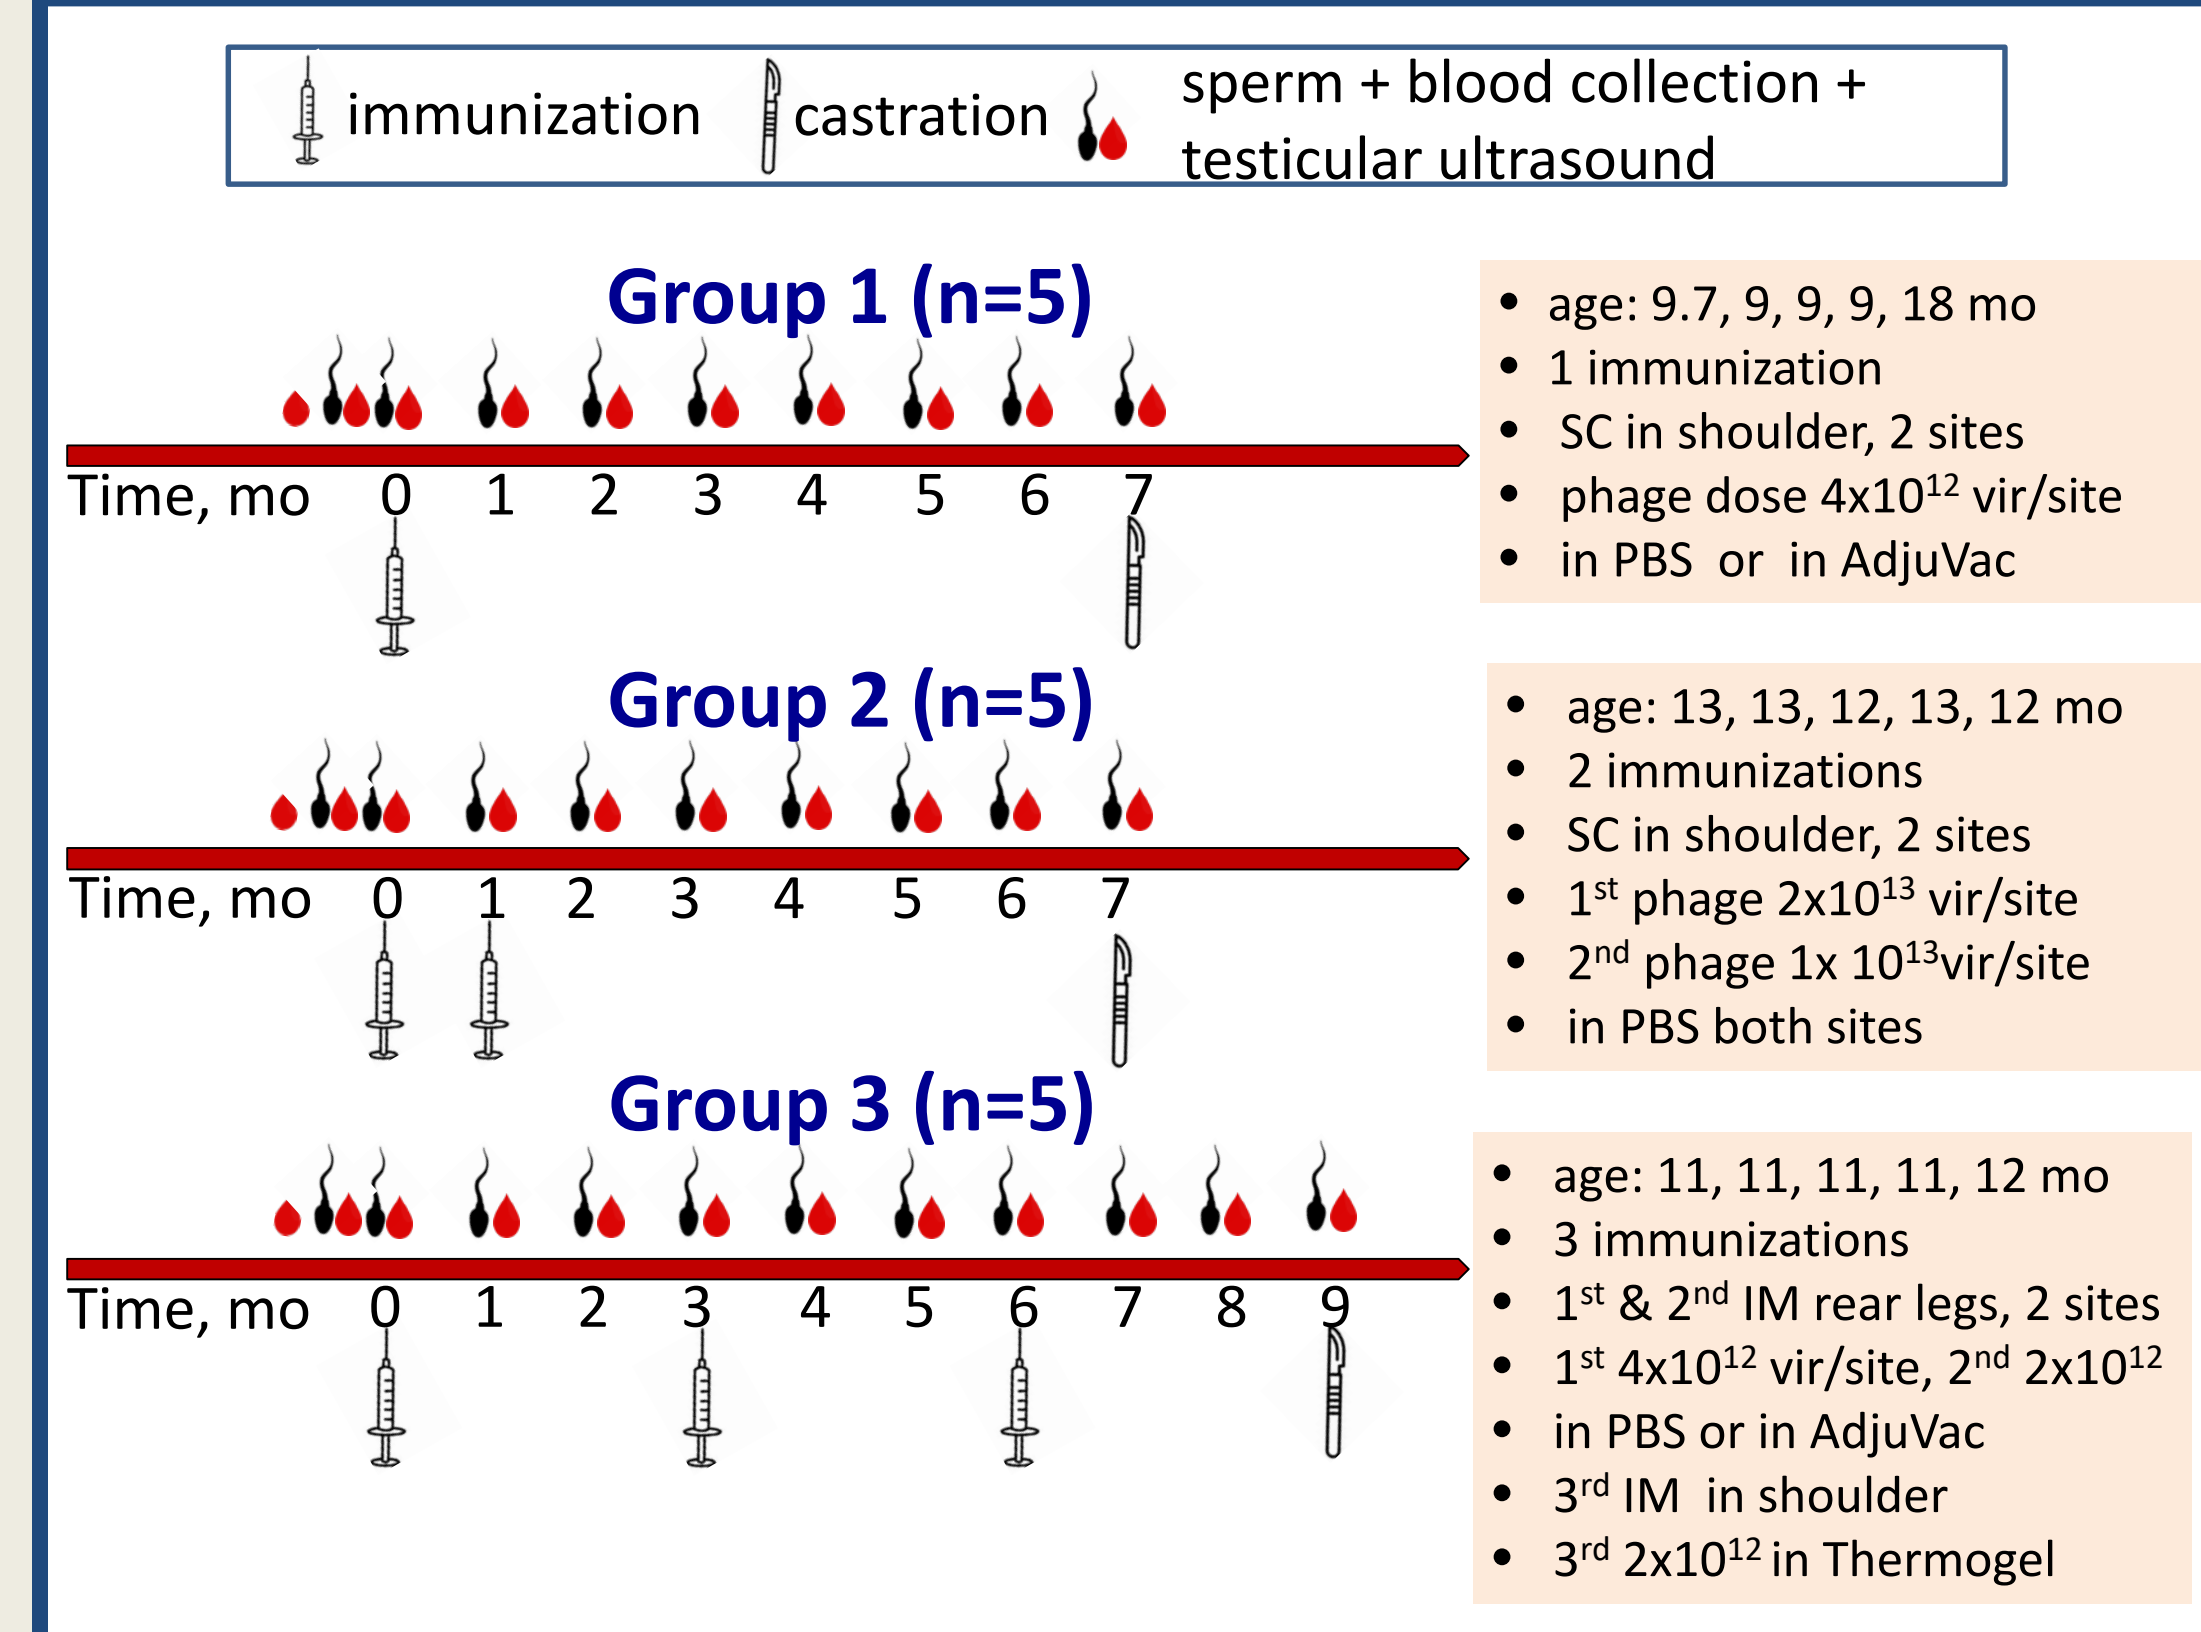 immunization
castration
sperm + blood collection +
testicular ultrasound
Group 1 (n=5)
Time, mo 0 1 2 3 4 5 6 7
• age: 9.7, 9, 9, 9, 18 mo
• 1 immunization
• SC in shoulder, 2 sites
• phage dose 4x10¹² vir/site
• in PBS or in AdjuVac
Group 2 (n=5)
Time, mo 0 1 2 3 4 5 6 7
• age: 13, 13, 12, 13, 12 mo
• 2 immunizations
• SC in shoulder, 2 sites
• 1ˢᵗ phage 2x10¹³ vir/site
• 2ⁿᵈ phage 1x 10¹³vir/site
• in PBS both sites
Group 3 (n=5)
Time, mo 0 1 2 3 4 5 6 7 8 9
• age: 11, 11, 11, 11, 12 mo
• 3 immunizations
• 1ˢᵗ & 2ⁿᵈ IM rear legs, 2 sites
• 1ˢᵗ 4x10¹² vir/site, 2ⁿᵈ 2x10¹²
• in PBS or in AdjuVac
• 3ʳᵈ IM in shoulder
• 3ʳᵈ 2x10¹² in Thermogel